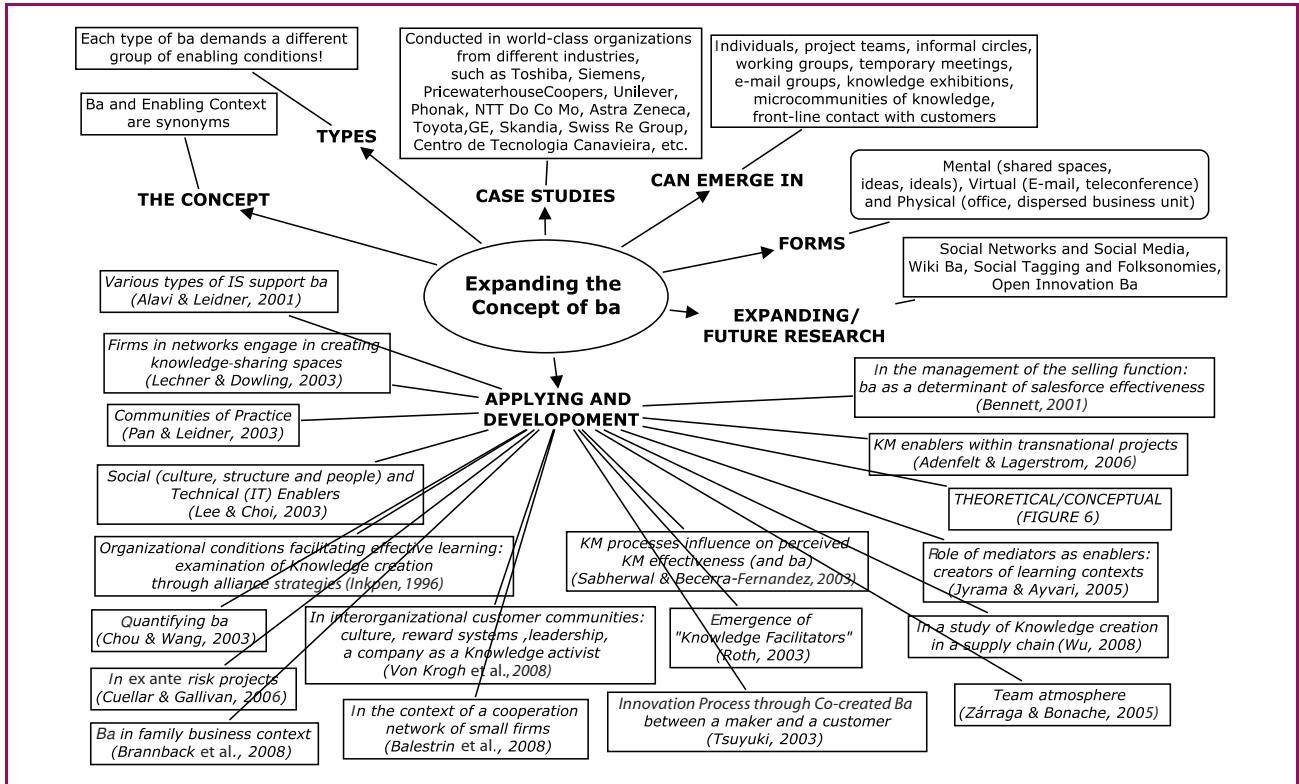 Each type of ba demands a different
group of enabling conditions!
Conducted in world-class organizations
from different industries,
such as Toshiba, Siemens,
PricewaterhouseCoopers, Unilever,
Phonak, NTT Do Co Mo, Astra Zeneca,
Toyota,GE, Skandia, Swiss Re Group,
Centro de Tecnologia Canavieira, etc.
Individuals, project teams, informal circles,
working groups, temporary meetings,
e-mail groups, knowledge exhibitions,
microcommunities of knowledge,
front-line contact with customers
Ba and Enabling Context
are synonyms
TYPES
THE CONCEPT
CASE STUDIES
CAN EMERGE IN
Mental (shared spaces,
ideas, ideals), Virtual (E-mail, teleconference)
and Physical (office, dispersed business unit)
FORMS
Social Networks and Social Media,
Wiki Ba, Social Tagging and Folksonomies,
Open Innovation Ba
EXPANDING/
FUTURE RESEARCH
Expanding the
Concept of ba
Various types of IS support ba
(Alavi & Leidner, 2001)
Firms in networks engage in creating
knowledge-sharing spaces
(Lechner & Dowling, 2003)
Communities of Practice
(Pan & Leidner, 2003)
APPLYING AND
DEVELOPOMENT
In the management of the selling function:
ba as a determinant of salesforce effectiveness
(Bennett, 2001)
KM enablers within transnational projects
(Adenfelt & Lagerstrom, 2006)
Social (culture, structure and people) and
Technical (IT) Enablers
(Lee & Choi, 2003)
THEORETICAL/CONCEPTUAL
(FIGURE 6)
Organizational conditions facilitating effective learning:
examination of Knowledge creation
through alliance strategies (Inkpen, 1996)
KM processes influence on perceived
KM effectiveness (and ba)
(Sabherwal & Becerra-Fernandez, 2003)
Role of mediators as enablers:
creators of learning contexts
(Jyrama & Ayvari, 2005)
Quantifying ba
(Chou & Wang, 2003)
In interorganizational customer communities:
culture, reward systems ,leadership,
a company as a Knowledge activist
(Von Krogh et al., 2008)
Emergence of
"Knowledge Facilitators"
(Roth, 2003)
In a study of Knowledge creation
in a supply chain (Wu, 2008)
In ex ante risk projects
(Cuellar & Gallivan, 2006)
Team atmosphere
(Zárraga & Bonache, 2005)
Ba in family business context
(Brannback et al., 2008)
In the context of a cooperation
network of small firms
(Balestrin et al., 2008)
Innovation Process through Co-created Ba
between a maker and a customer
(Tsuyuki, 2003)